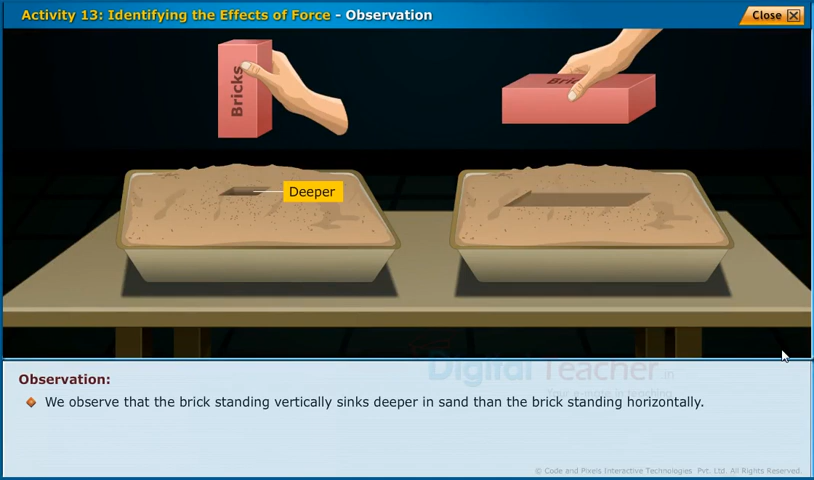 Activity 13: Identifying the Effects of Force - Observation
Close
Bricks
Deeper
Observation:
We observe that the brick standing vertically sinks deeper in sand than the brick standing horizontally.
Digital Teacher.in
© Code and Pixels Interactive Technologies Pvt. Ltd. All Rights Reserved.